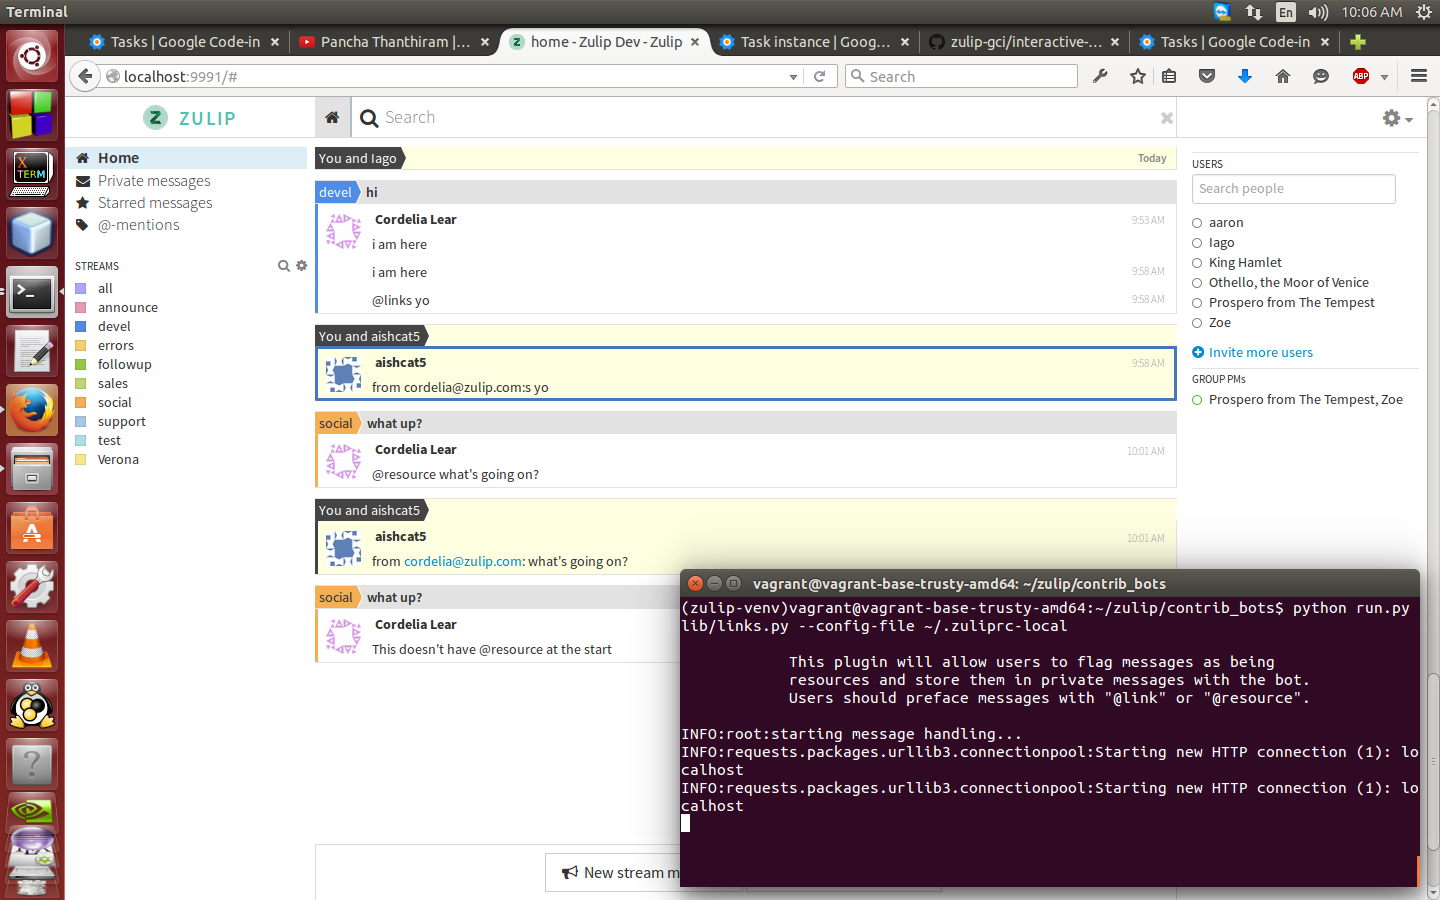 Terminal
En
10:06 AM
Tasks | Google Code-in
Pancha Thanthiram |...
home - Zulip Dev - Zulip
Task instance | Goog...
zulip-gci/interactive-...
Tasks | Google Code-in
localhost:9991/#
Search
ABP
ZULIP
Search
Home
Private messages
Starred messages
@-mentions
STREAMS
all
announce
devel
errors
followup
sales
social
support
test
Verona
You and Iago
Today
devel hi
Cordelia Lear
9:53 AM
i am here
i am here
9:58 AM
@links yo
9:58 AM
You and aishcat5
aishcat5
9:58 AM
from cordelia@zulip.com:s yo
social what up?
Cordelia Lear
10:01 AM
@resource what's going on?
You and aishcat5
aishcat5
10:01 AM
from cordelia@zulip.com: what's going on?
social what up?
Cordelia Lear
This doesn't have @resource at the start
New stream m
USERS
Search people
aaron
Iago
King Hamlet
Othello, the Moor of Venice
Prospero from The Tempest
Zoe
Invite more users
GROUP PMs
Prospero from The Tempest, Zoe
vagrant@vagrant-base-trusty-amd64: ~/zulip/contrib_bots
(zulip-venv)vagrant@vagrant-base-trusty-amd64:~/zulip/contrib_bots$ python run.py
lib/links.py --config-file ~/.zuliprc-local
This plugin will allow users to flag messages as being
resources and store them in private messages with the bot.
Users should preface messages with "@link" or "@resource".
INFO:root:starting message handling...
INFO:requests.packages.urllib3.connectionpool:Starting new HTTP connection (1): lo
calhost
INFO:requests.packages.urllib3.connectionpool:Starting new HTTP connection (1): lo
calhost
X
TERM